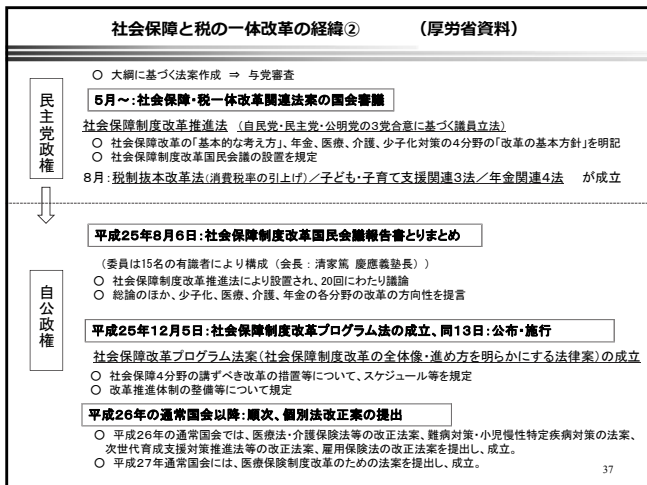 社会保障と税の一体改革の経緯② (厚労省資料)
民主党政権
○ 大綱に基づく法案作成 ⇒ 与党審査
5月~:社会保障・税一体改革関連法案の国会審議
社会保障制度改革推進法 (自民党・民主党・公明党の3党合意に基づく議員立法)
○ 社会保障改革の「基本的な考え方」、年金、医療、介護、少子化対策の4分野の「改革の基本方針」を明記
○ 社会保障制度改革国民会議の設置を規定
8月:税制抜本改革法(消費税率の引上げ)/子ども・子育て支援関連3法/年金関連4法 が成立
自公政権
平成25年8月6日:社会保障制度改革国民会議報告書とりまとめ
(委員は15名の有識者により構成(会長:清家篤 慶應義塾長))
○ 社会保障制度改革推進法により設置され、20回にわたり議論
○ 総論のほか、少子化、医療、介護、年金の各分野の改革の方向性を提言
平成25年12月5日:社会保障制度改革プログラム法の成立、同13日:公布・施行
社会保障改革プログラム法案(社会保障制度改革の全体像・進め方を明らかにする法律案)の成立
○ 社会保障4分野の講ずべき改革の措置等について、スケジュール等を規定
○ 改革推進体制の整備等について規定
平成26年の通常国会以降:順次、個別法改正案の提出
○ 平成26年の通常国会では、医療法・介護保険法等の改正法案、難病対策・小児慢性特定疾病対策の法案、
次世代育成支援対策推進法等の改正法案、雇用保険法の改正法案を提出し、成立。
○ 平成27年通常国会には、医療保険制度改革のための法案を提出し、成立。
37